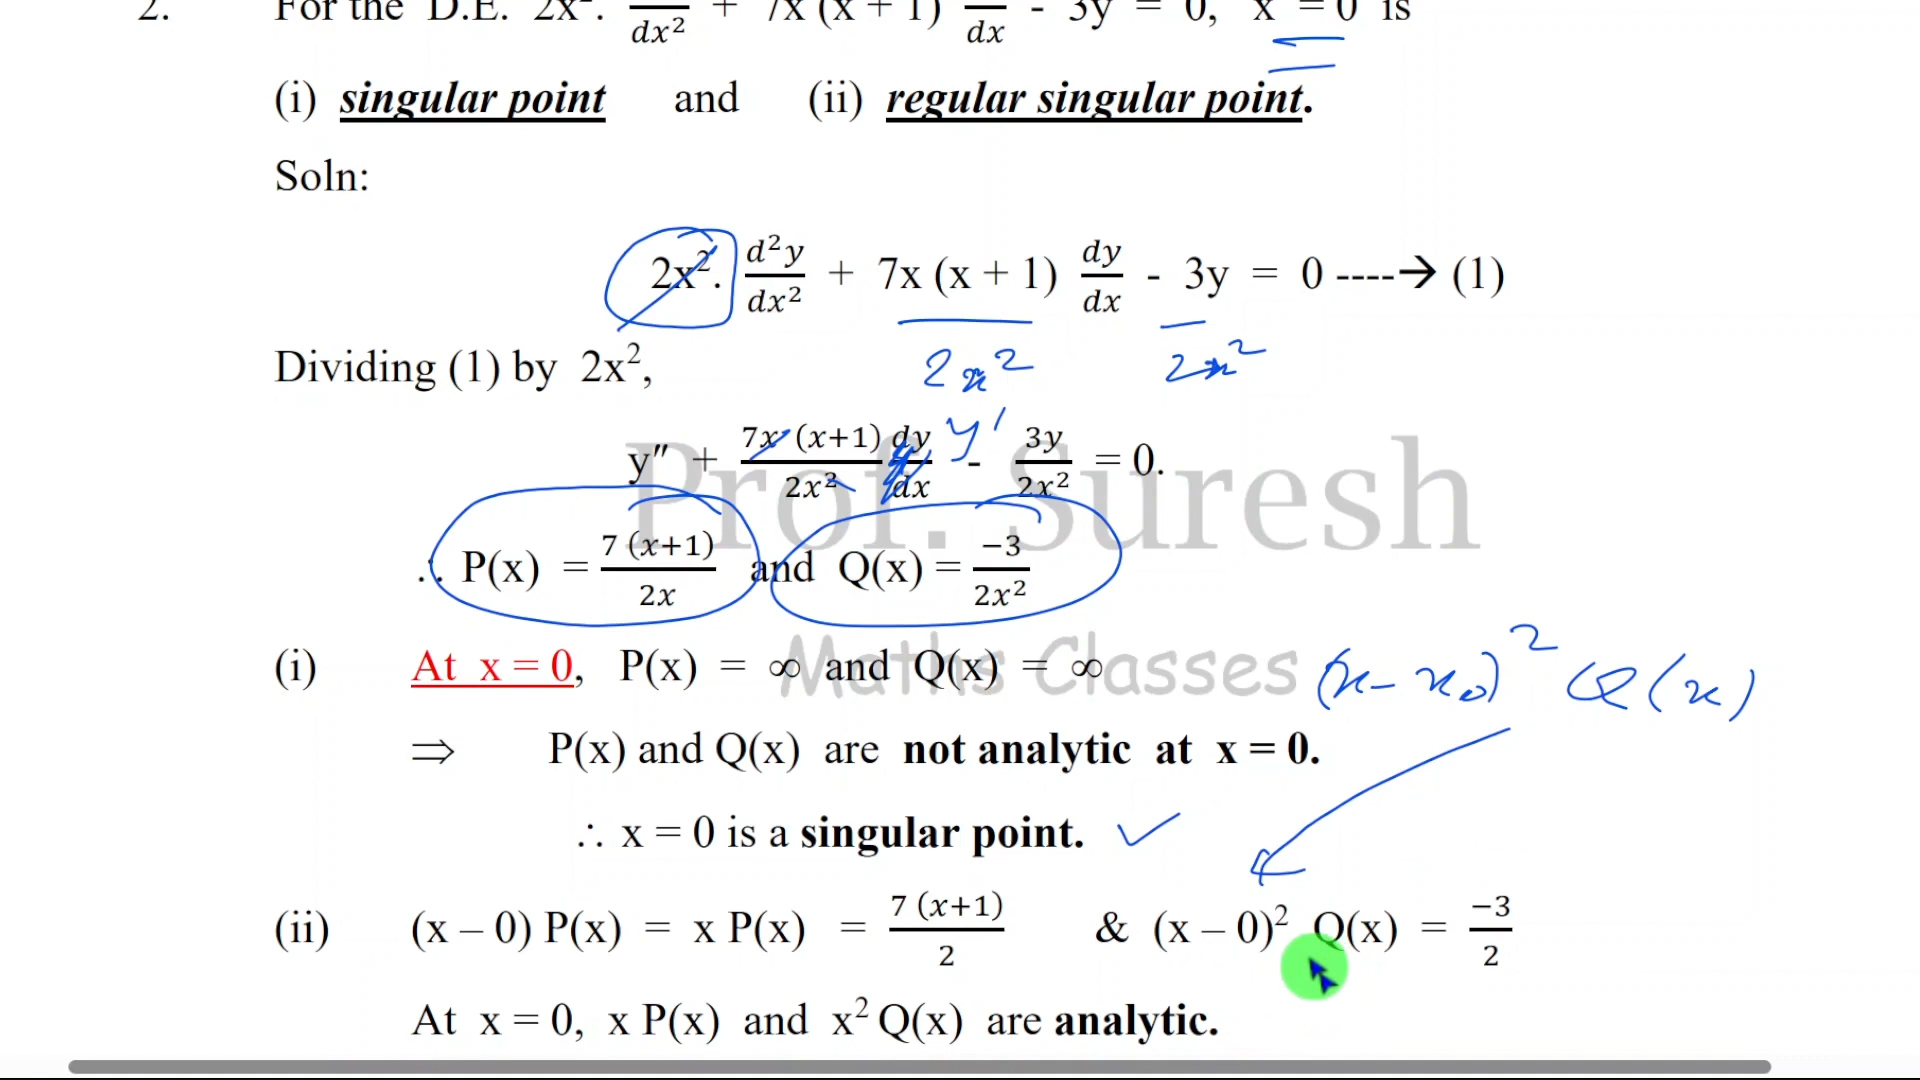 2. For the D.E. 2x². /dx² + 7x (x + 1) /dx - 3y = 0, x = 0 is
(i) singular point and (ii) regular singular point.
Soln:
2x². d²y/dx² + 7x (x + 1) dy/dx - 3y = 0 ----→ (1)
2x² 2x²
Dividing (1) by 2x²,
y′
y″ + 7x (x+1)/2x² dy/dx - 3y/2x² = 0.
Prof. Suresh
∴ P(x) = 7 (x+1)/2x and Q(x) = −3/2x²
Maths Classes
(i) At x = 0, P(x) = ∞ and Q(x) = ∞ (x - x₀)² Q(x)
⇒ P(x) and Q(x) are not analytic at x = 0.
∴ x = 0 is a singular point. ✓
(ii) (x – 0) P(x) = x P(x) = 7 (x+1)/2 & (x – 0)² Q(x) = −3/2
At x = 0, x P(x) and x² Q(x) are analytic.